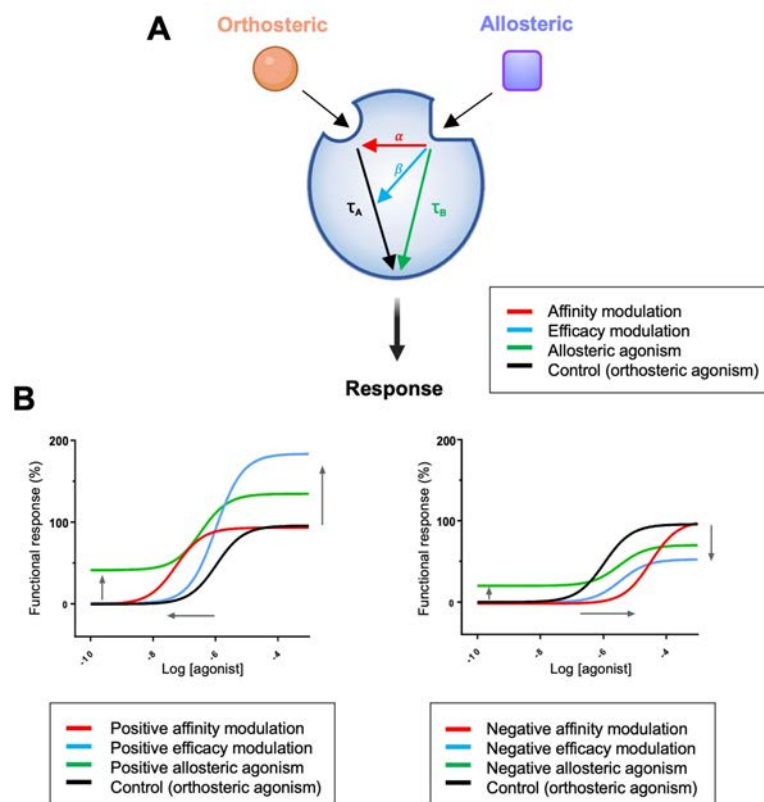 A
Orthosteric
Allosteric
α
β
τA
τB
Affinity modulation
Efficacy modulation
Allosteric agonism
Control (orthosteric agonism)
Response
B
Functional response (%)
200
100
0
-10
-8
-6
-4
Log [agonist]
Positive affinity modulation
Positive efficacy modulation
Positive allosteric agonism
Control (orthosteric agonism)
Functional response (%)
200
100
0
-10
-8
-6
-4
Log [agonist]
Negative affinity modulation
Negative efficacy modulation
Negative allosteric agonism
Control (orthosteric agonism)